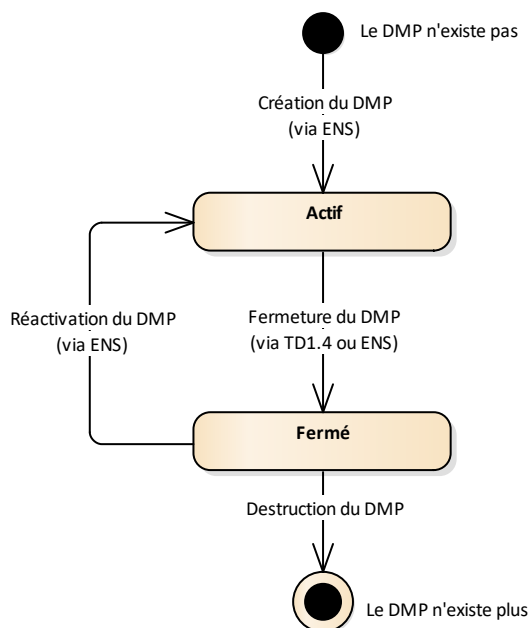 Le DMP n'existe pas
Création du DMP
(via ENS)
Actif
Réactivation du DMP
(via ENS)
Fermeture du DMP
(via TD1.4 ou ENS)
Fermé
Destruction du DMP
Le DMP n'existe plus